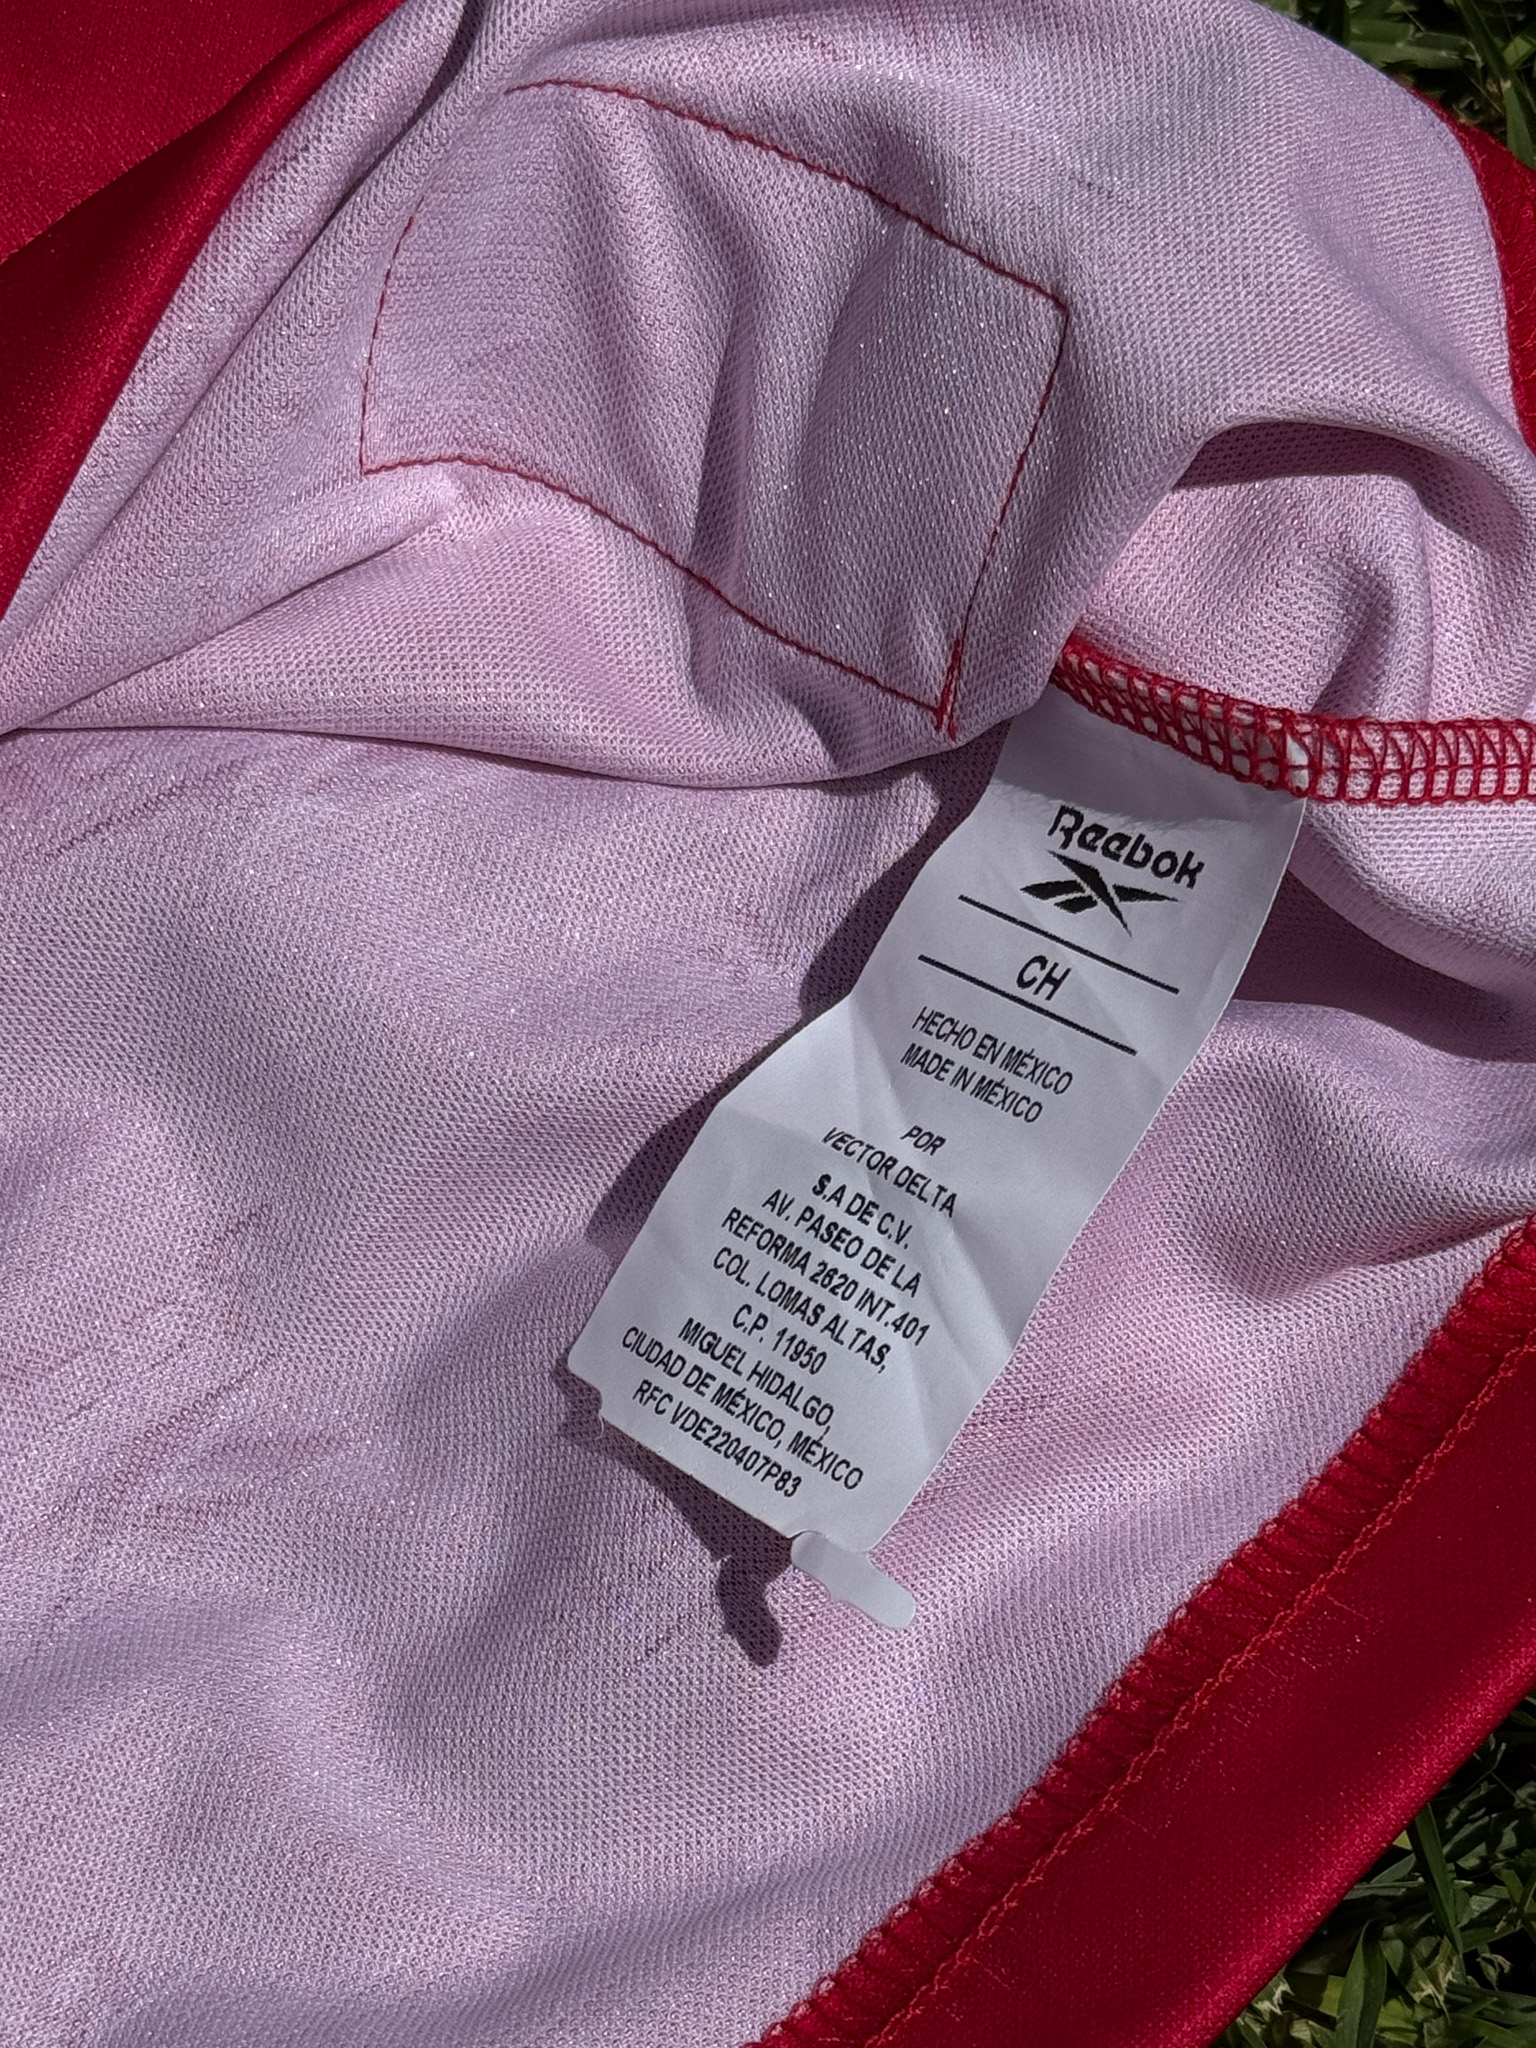 Reebok
CH
HECHO EN MÉXICO
MADE IN MÉXICO
POR
VECTOR DELTA
S.A DE C.V.
AV. PASEO DE LA
REFORMA 2620 INT.401
COL. LOMAS ALTAS,
C.P. 11950
MIGUEL HIDALGO,
CIUDAD DE MÉXICO, MÉXICO
RFC VDE220407P83